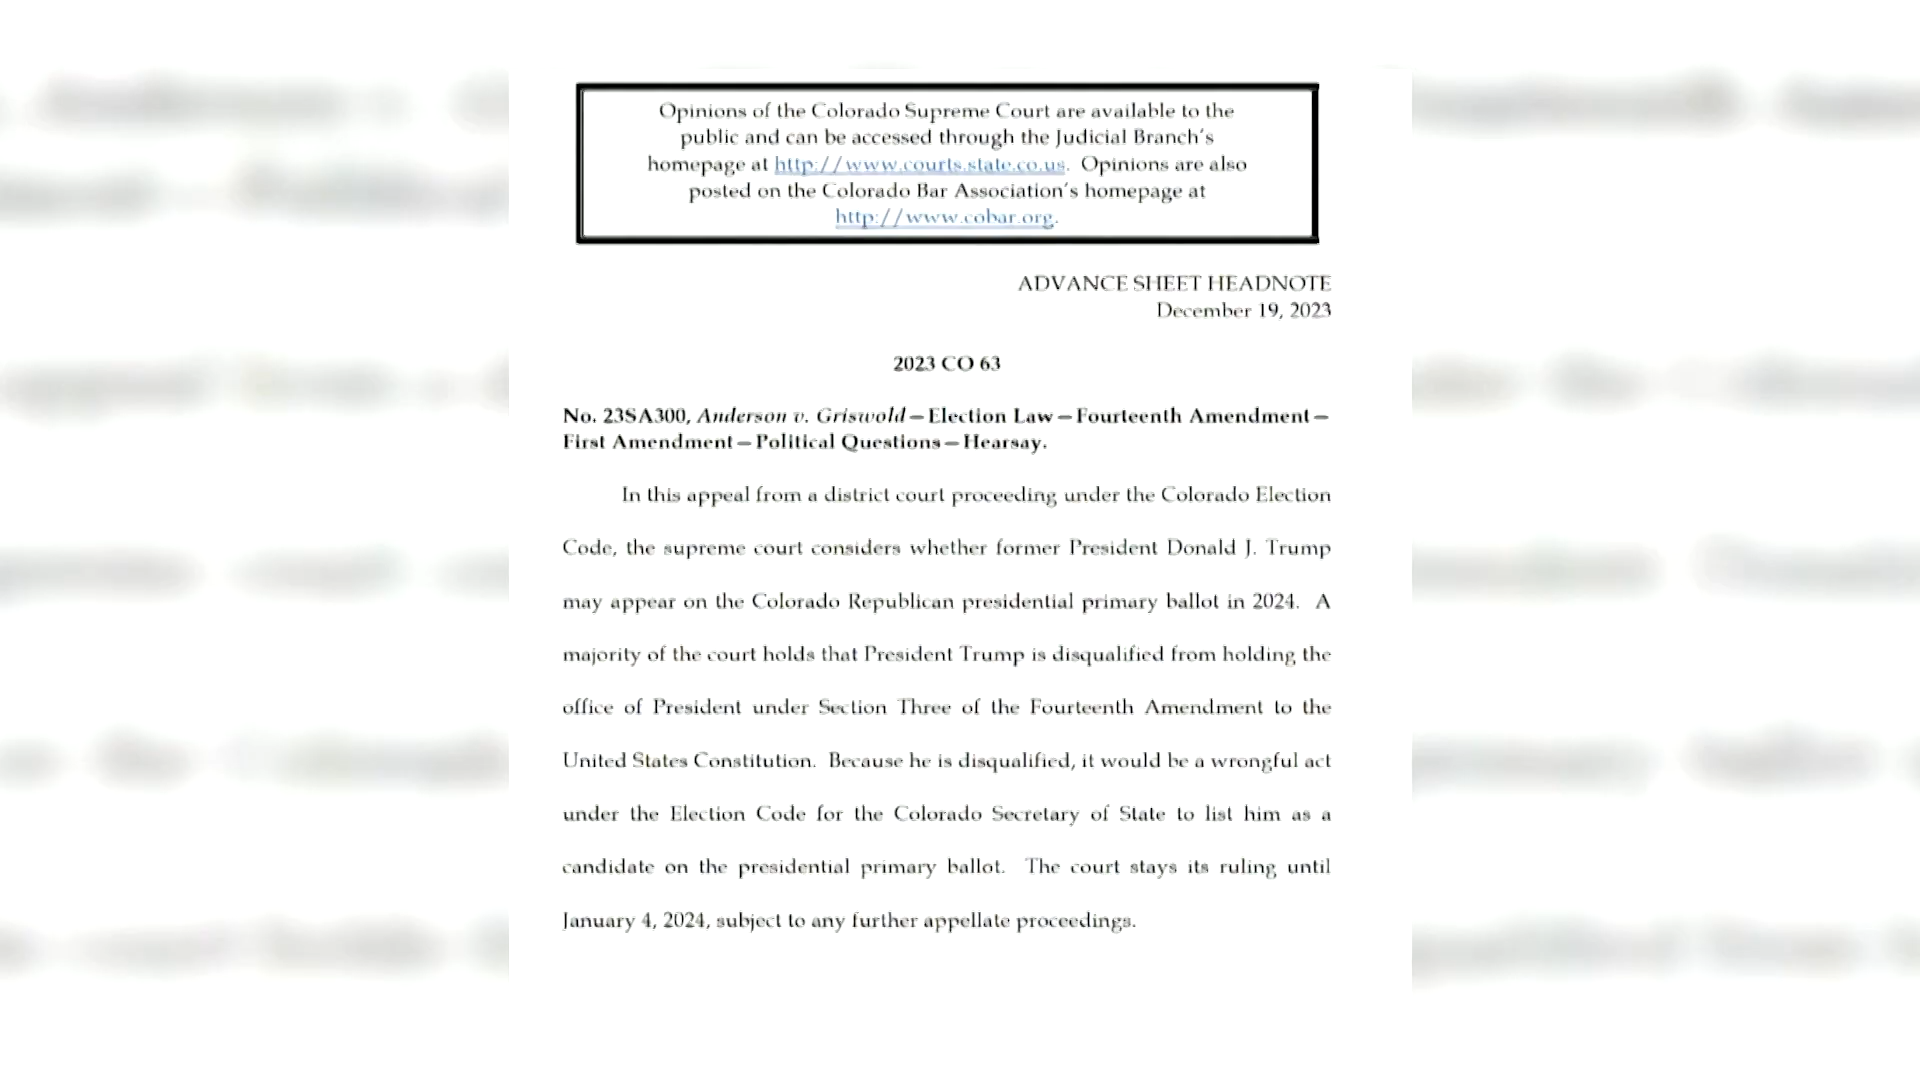 Opinions of the Colorado Supreme Court are available to the
public and can be accessed through the Judicial Branch's
homepage at http://www.courts.state.co.us. Opinions are also
posted on the Colorado Bar Association's homepage at
http://www.cobar.org.
ADVANCE SHEET HEADNOTE
December 19, 2023
2023 CO 63
No. 23SA300, Anderson v. Griswold—Election Law—Fourteenth Amendment—
First Amendment—Political Questions—Hearsay.
In this appeal from a district court proceeding under the Colorado Election
Code, the supreme court considers whether former President Donald J. Trump
may appear on the Colorado Republican presidential primary ballot in 2024. A
majority of the court holds that President Trump is disqualified from holding the
office of President under Section Three of the Fourteenth Amendment to the
United States Constitution. Because he is disqualified, it would be a wrongful act
under the Election Code for the Colorado Secretary of State to list him as a
candidate on the presidential primary ballot. The court stays its ruling until
January 4, 2024, subject to any further appellate proceedings.